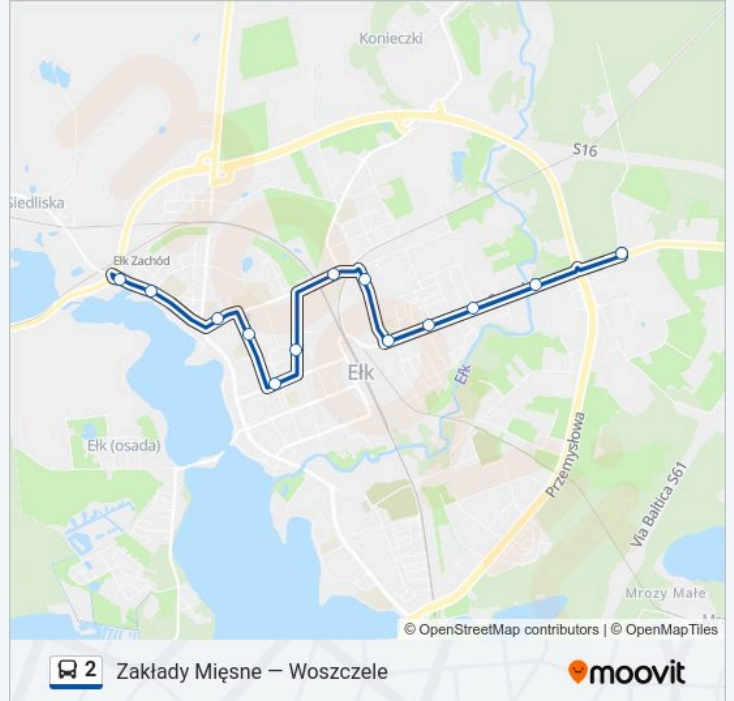 Konieczki
S16
Siedliska
Ełk Zachód
Ełk
Ełk
Ełk (osada)
Przemysłowa
Via Baltica S61
Mrozy Małe
© OpenStreetMap contributors | © OpenMapTiles
2 Zakłady Mięsne — Woszczele
moovit